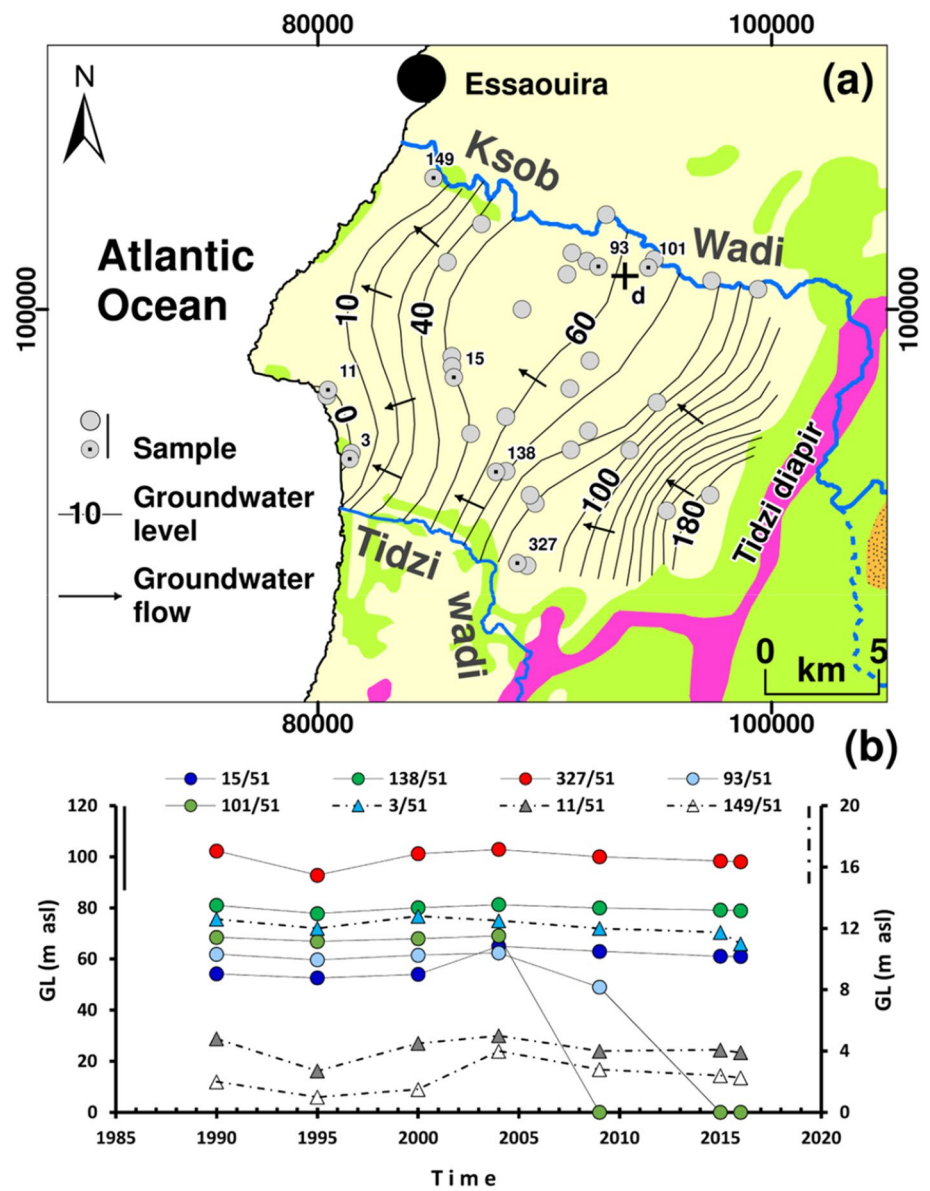 80000 100000
(a)
N
Essaouira
Ksob
149
Wadi
93 101
d
Atlantic
Ocean
100000
100000
10
40
60
15
11
0
3
138
100
180
327
Sample
10
Groundwater
level
Groundwater
flow
Tidzi
wadi
Tidzi diapir
0 5
km
80000 100000
(b)
15/51 138/51 327/51 93/51
101/51 3/51 11/51 149/51
120
100
80
60
40
20
0
GL (m asl)
20
16
12
8
4
0
GL (m asl)
1985 1990 1995 2000 2005 2010 2015 2020
Time